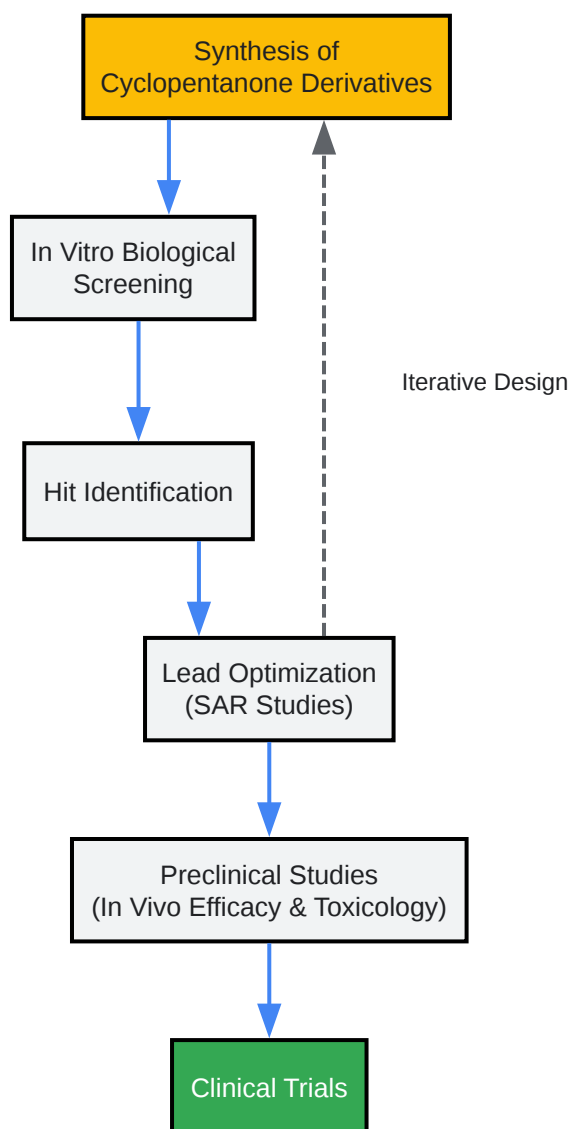 Synthesis of
Cyclopentanone Derivatives
In Vitro Biological
Screening
Iterative Design
Hit Identification
Lead Optimization
(SAR Studies)
Preclinical Studies
(In Vivo Efficacy & Toxicology)
Clinical Trials